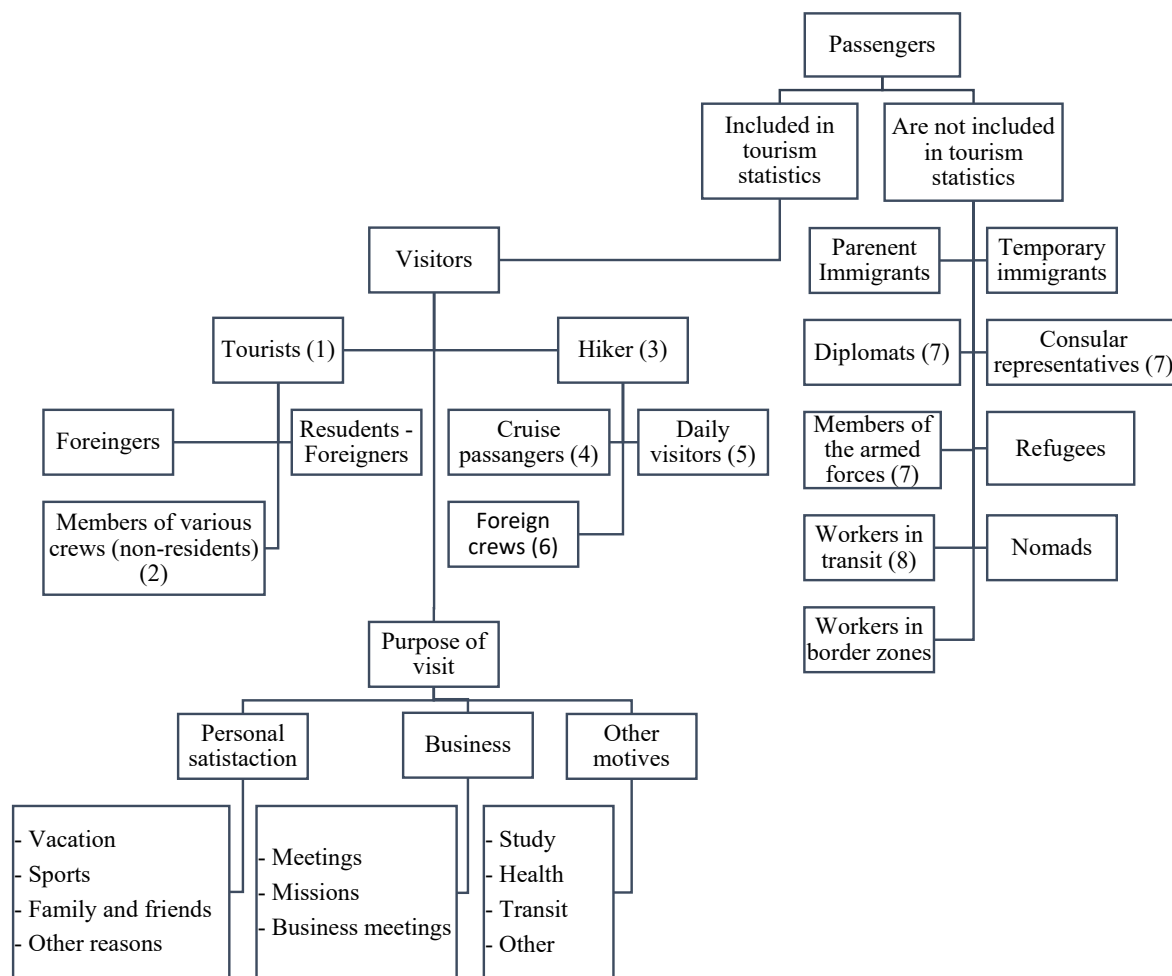 Passengers
Included in
tourism
statistics
Are not included
in tourism
statistics
Visitors
Parenent
Immigrants
Temporary
immigrants
Tourists (1)
Hiker (3)
Diplomats (7)
Consular
representatives (7)
Foreingers
Resudents -
Foreigners
Cruise
passangers (4)
Daily
visitors (5)
Members of
the armed
forces (7)
Refugees
Members of various
crews (non-residents)
(2)
Foreign
crews (6)
Workers in
transit (8)
Nomads
Workers in
border zones
Purpose of
visit
Personal
satistaction
Business
Other
motives
- Vacation
- Sports
- Family and friends
- Other reasons
- Meetings
- Missions
- Business meetings
- Study
- Health
- Transit
- Other